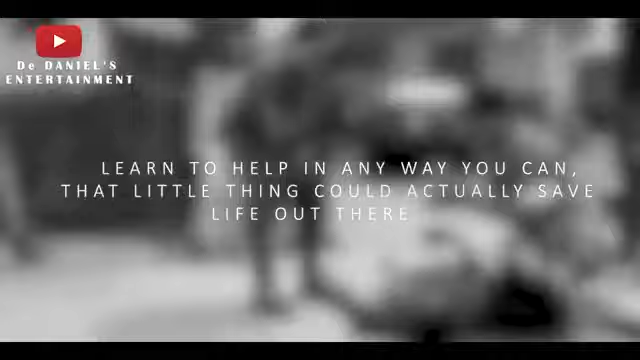 De DANIEL'S
ENTERTAINMENT
LEARN TO HELP IN ANY WAY YOU CAN,
THAT LITTLE THING COULD ACTUALLY SAVE
LIFE OUT THERE